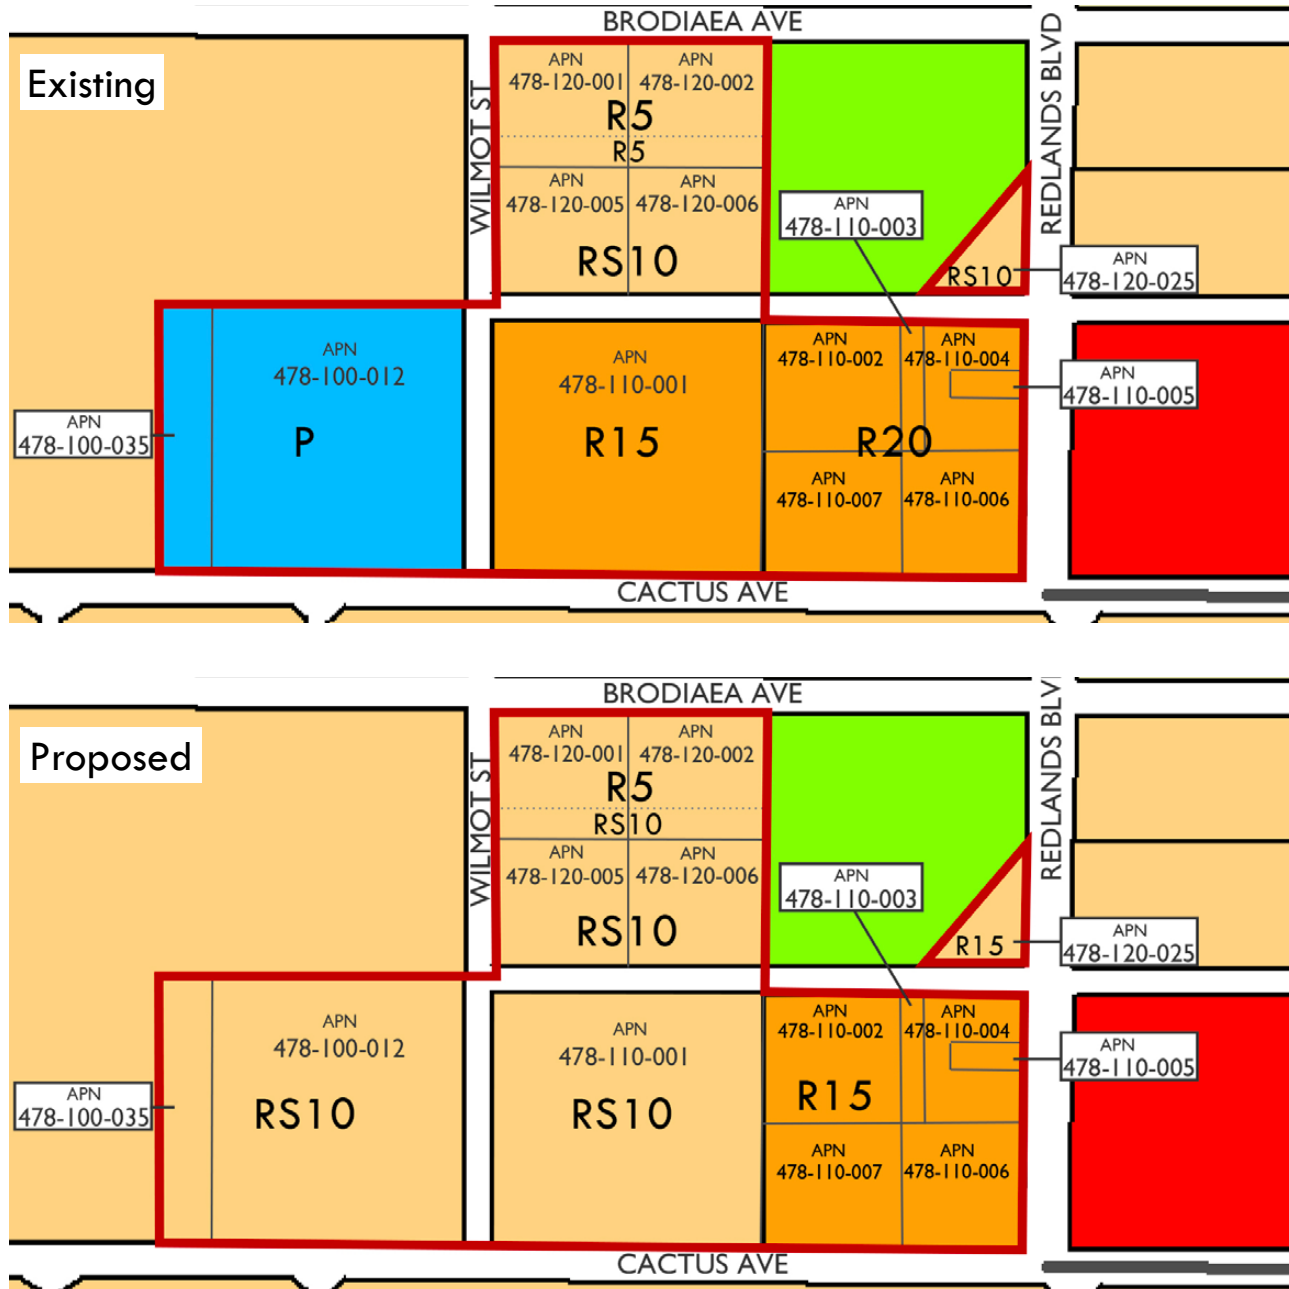 BRODIAEA AVE
Existing
WILMOT ST
REDLANDS BLVD
APN
478-120-001
APN
478-120-002
R5
R5
APN
478-120-005
APN
478-120-006
RS10
APN
478-110-003
RS10
APN
478-120-025
APN
478-100-012
P
APN
478-100-035
APN
478-110-001
R15
APN
478-110-002
APN
478-110-004
APN
478-110-005
R20
APN
478-110-007
APN
478-110-006
CACTUS AVE
BRODIAEA AVE
Proposed
WILMOT ST
REDLANDS BLV
APN
478-120-001
APN
478-120-002
R5
RS10
APN
478-120-005
APN
478-120-006
RS10
APN
478-110-003
R15
APN
478-120-025
APN
478-100-012
RS10
APN
478-100-035
APN
478-110-001
RS10
APN
478-110-002
APN
478-110-004
APN
478-110-005
R15
APN
478-110-007
APN
478-110-006
CACTUS AVE